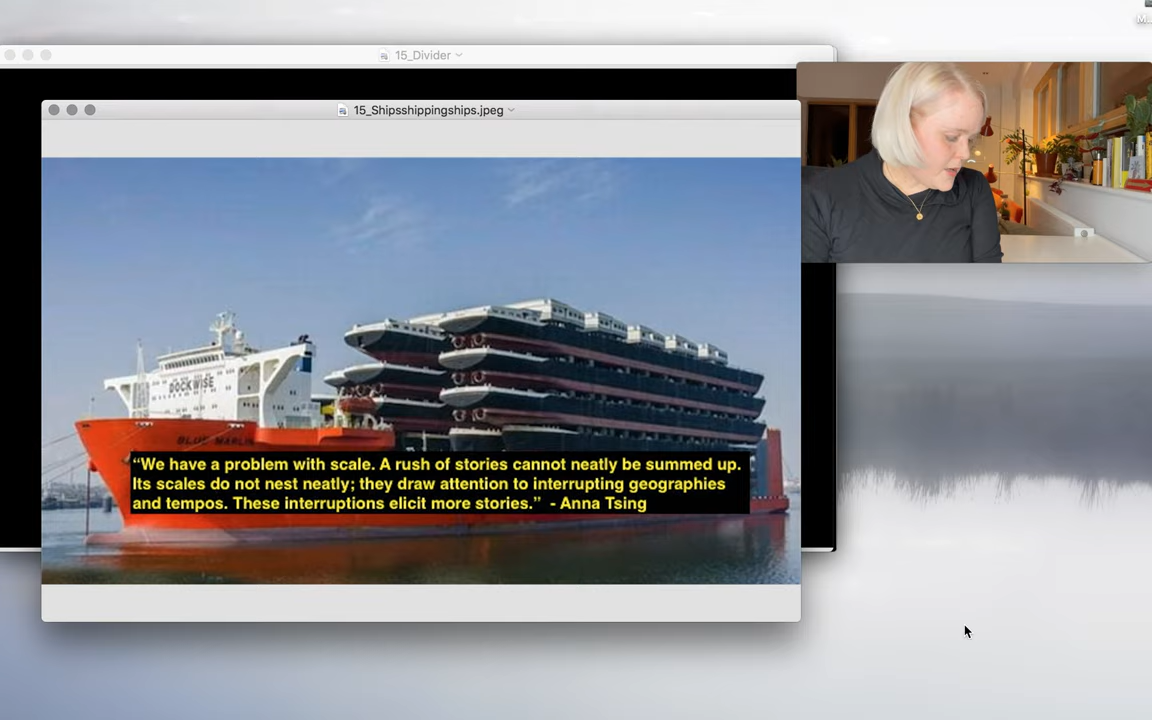 M...
15_Divider
15_Shipsshippingships.jpeg
DOCKWISE
BLUE MARLIN
“We have a problem with scale. A rush of stories cannot neatly be summed up.
Its scales do not nest neatly; they draw attention to interrupting geographies
and tempos. These interruptions elicit more stories.”  - Anna Tsing